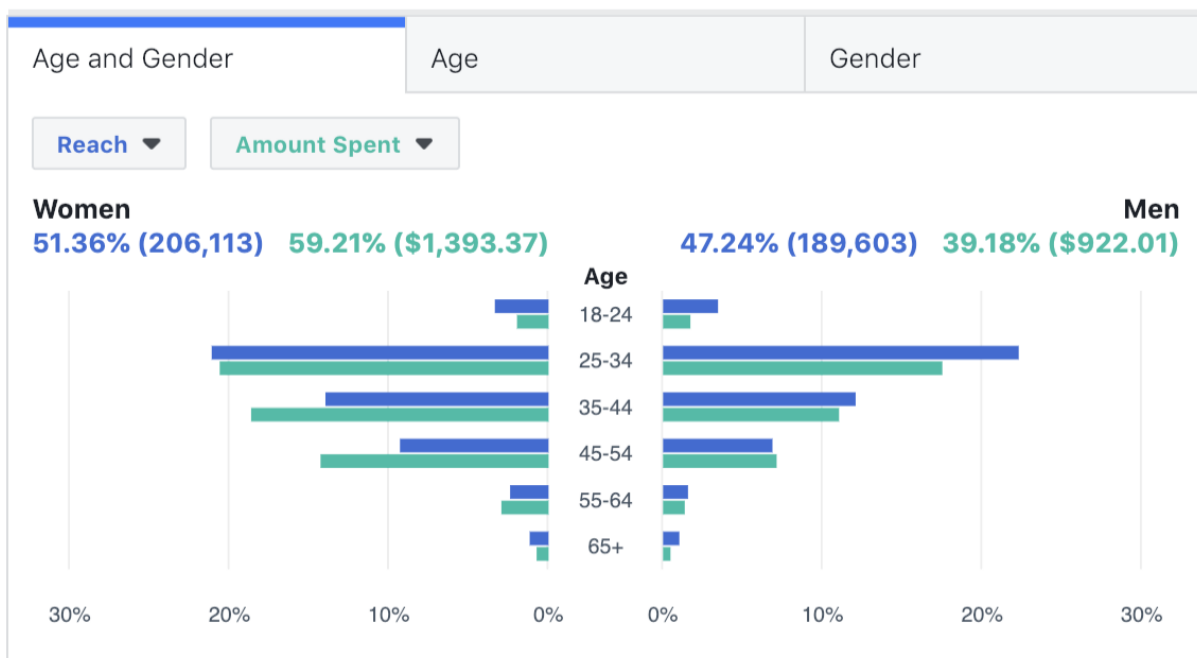 Age and Gender Age Gender
Reach Amount Spent
Women Men
51.36% (206,113) 59.21% ($1,393.37) 47.24% (189,603) 39.18% ($922.01)
Age
18-24
25-34
35-44
45-54
55-64
65+
30% 20% 10% 0% 0% 10% 20% 30%